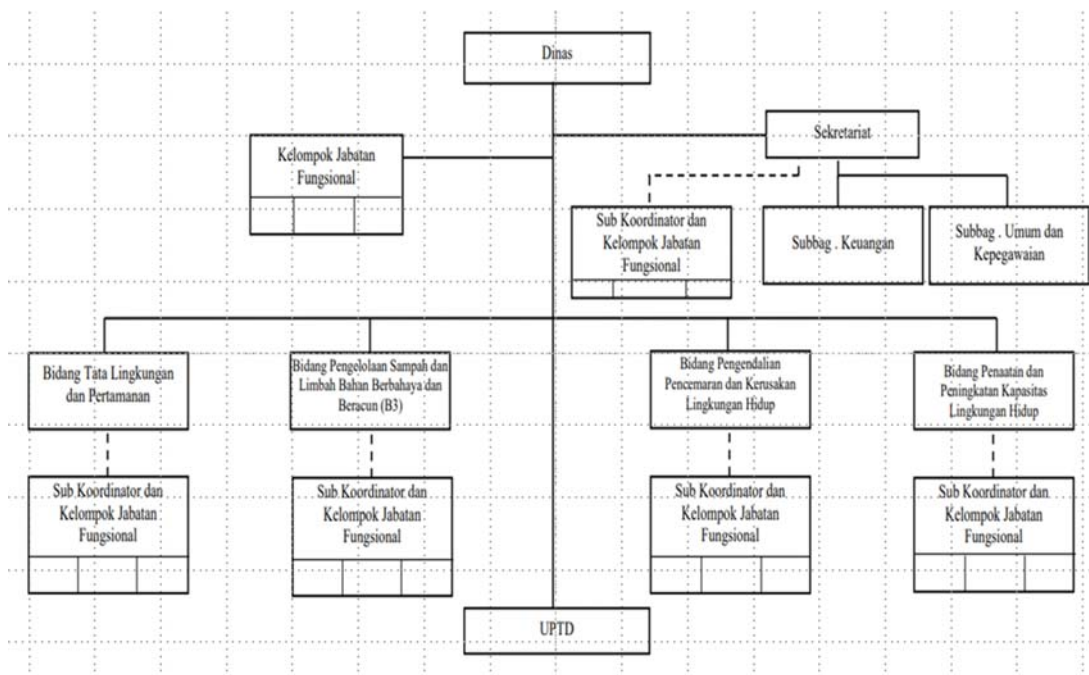 Dinas
Sekretariat
Kelompok Jabatan
Fungsional
Sub Koordinator dan
Kelompok Jabatan
Fungsional
Subbag . Keuangan
Subbag . Umum dan
Kepegawaian
Bidang Tata Lingkungan
dan Pertamanan
Bidang Pengelolaan Sampah dan
Limbah Bahan Berbahaya dan
Beracun (B3)
Bidang Pengendalian
Pencemaran dan Kerusakan
Lingkungan Hidup
Bidang Penaatan dan
Peningkatan Kapasitas
Lingkungan Hidup
Sub Koordinator dan
Kelompok Jabatan
Fungsional
Sub Koordinator dan
Kelompok Jabatan
Fungsional
Sub Koordinator dan
Kelompok Jabatan
Fungsional
Sub Koordinator dan
Kelompok Jabatan
Fungsional
UPTD